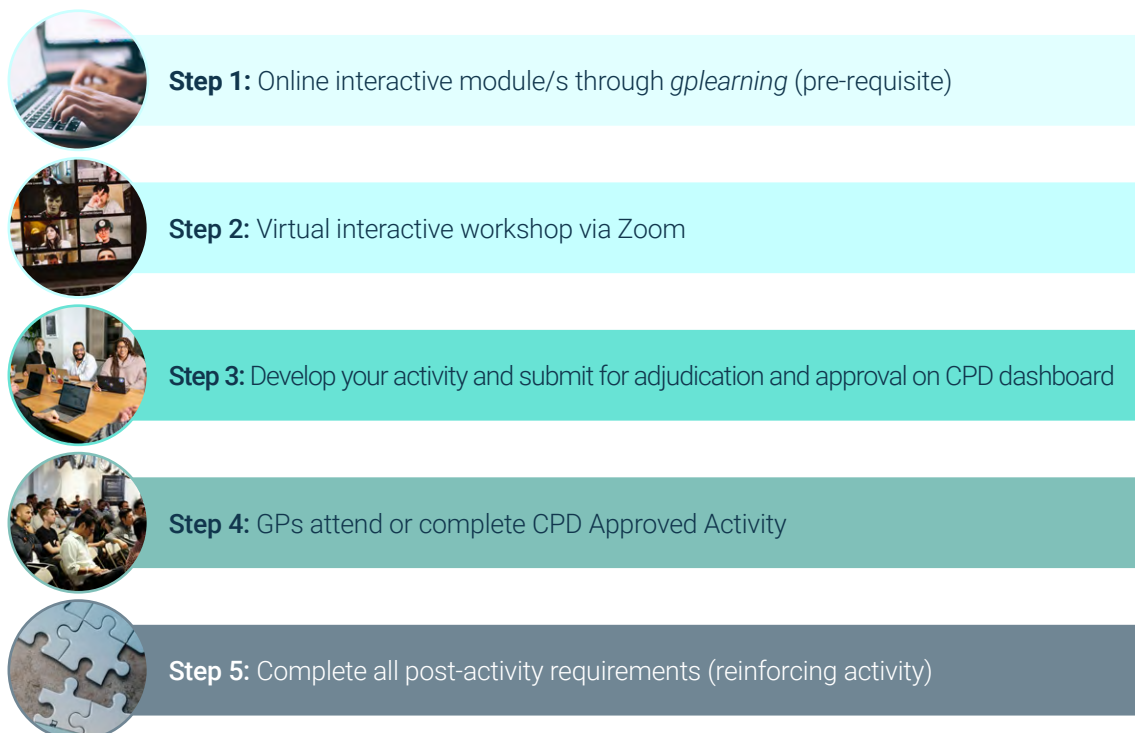 Step 1: Online interactive module/s through gplearning (pre-requisite)
Step 2: Virtual interactive workshop via Zoom
Step 3: Develop your activity and submit for adjudication and approval on CPD dashboard
Step 4: GPs attend or complete CPD Approved Activity
Step 5: Complete all post-activity requirements (reinforcing activity)